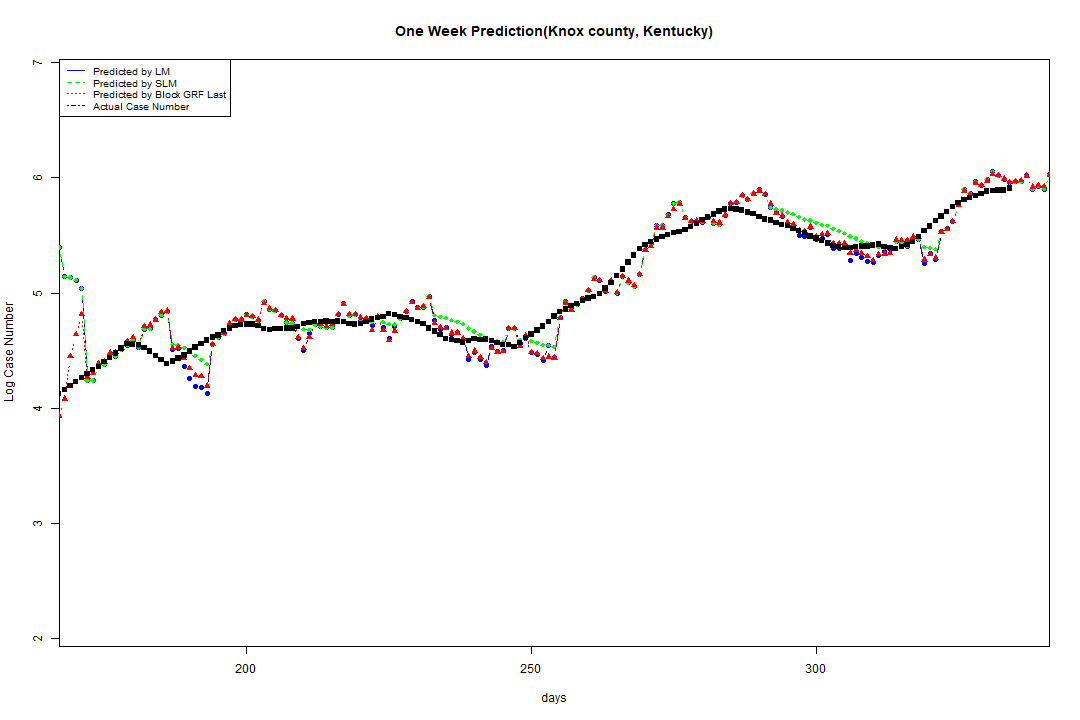 One Week Prediction(Knox county, Kentucky)
Predicted by LM
Predicted by SLM
Predicted by Block GRF Last
Actual Case Number
7
6
5
4
3
2
Log Case Number
200 250 300
days